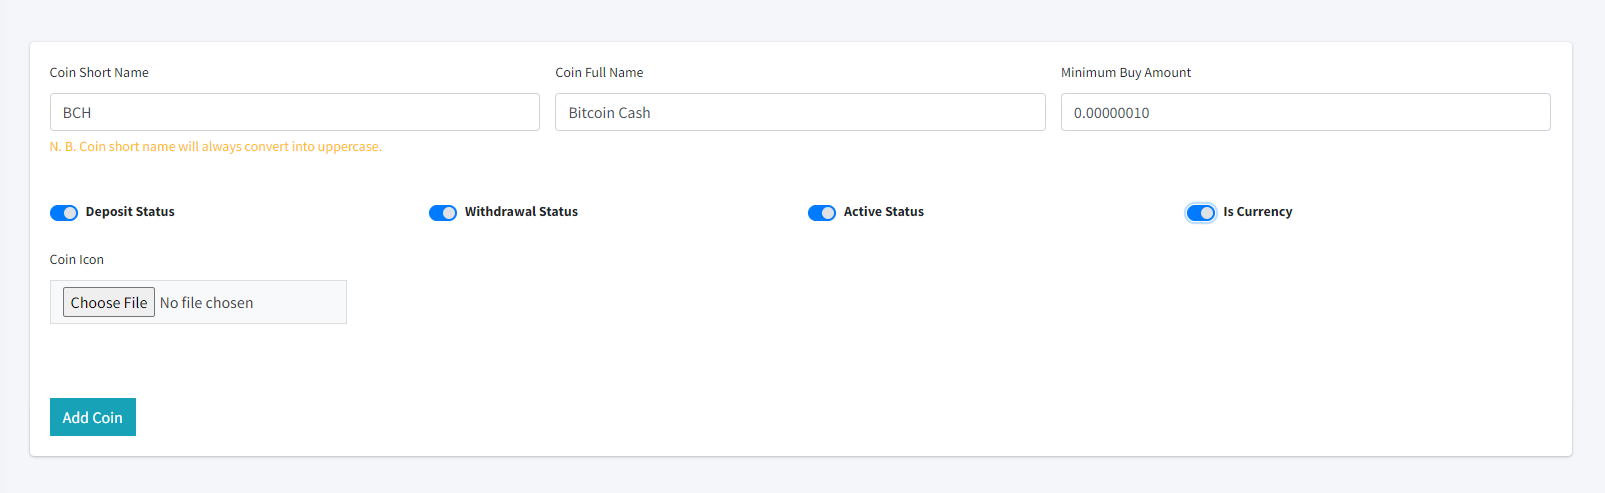 Coin Short Name
Coin Full Name
Minimum Buy Amount
BCH
Bitcoin Cash
0.00000010
N. B. Coin short name will always convert into uppercase.
Deposit Status
Withdrawal Status
Active Status
Is Currency
Coin Icon
Choose File No file chosen
Add Coin